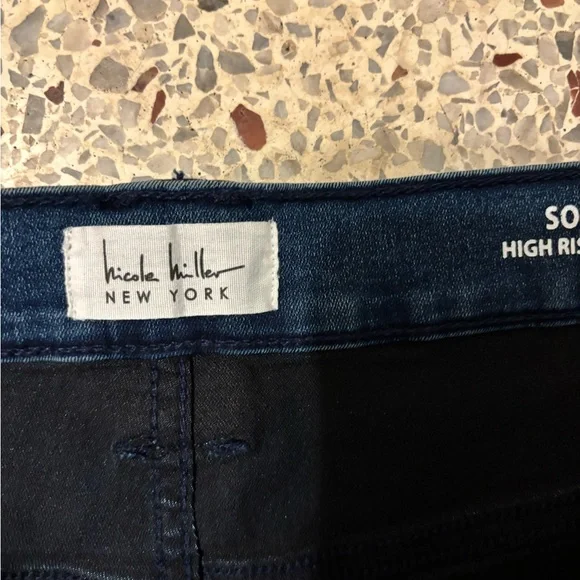 Nicole Miller
NEW YORK
SO
HIGH RIS